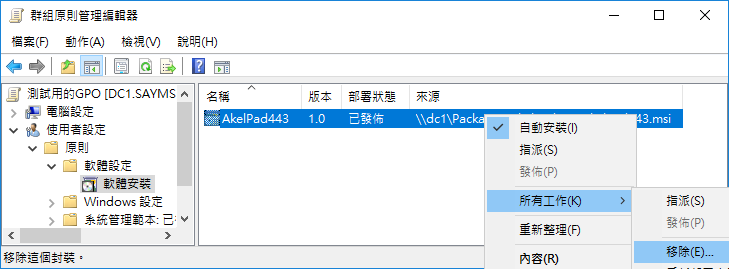 群組原則管理編輯器
檔案(F) 動作(A) 檢視(V) 說明(H)
測試用的GPO [DC1.SAYMS
電腦設定
使用者設定
原則
軟體設定
軟體安裝
Windows 設定
系統管理範本: 已
名稱 版本 部署狀態 來源
AkelPad443 1.0 已發佈 \\dc1\Packa 43.msi
自動安裝(I)
指派(S)
發佈(P)
所有工作(K)
重新整理(F)
內容(R)
指派(S)
發佈(P)
移除(E)...
移除這個封裝。